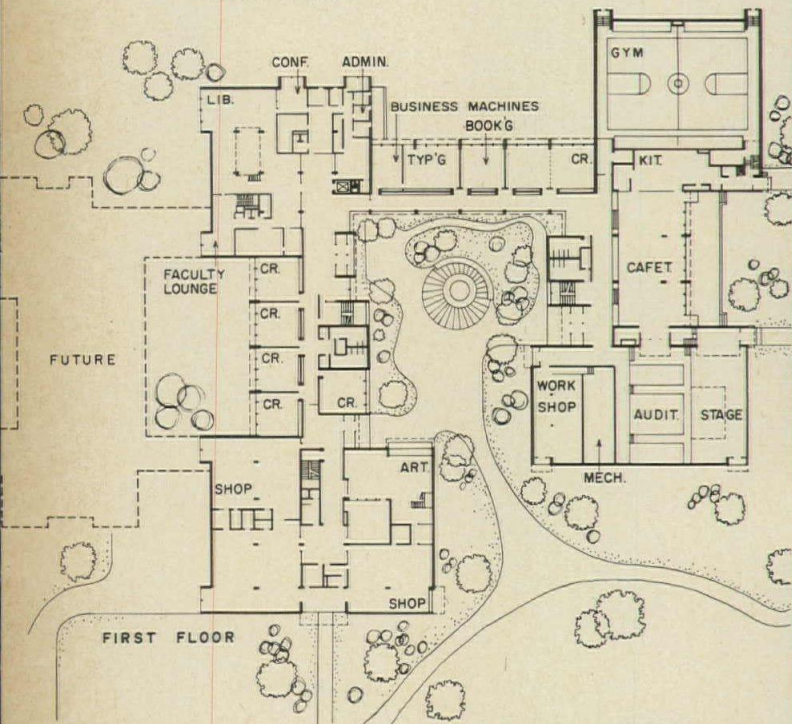 GYM
CONF. ADMIN.
LIB.
BUSINESS MACHINES
BOOK'G
TYP'G
CR.
KIT.
FACULTY
LOUNGE
CR.
CAFET.
CR.
FUTURE
CR.
CR.
CR.
WORK
SHOP
AUDIT.
STAGE
ART.
MECH.
SHOP
SHOP
FIRST FLOOR